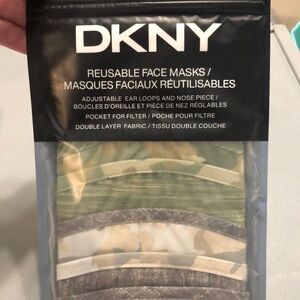 DKNY
REUSABLE FACE MASKS /
MASQUES FACIAUX RÉUTILISABLES
ADJUSTABLE EAR LOOPS AND NOSE PIECE /
BOUCLES D'OREILLE ET PIECE DE NEZ RÉGLABLES
POCKET FOR FILTER / POCHE POUR FILTRE
DOUBLE LAYER FABRIC / TISSU DOUBLE COUCHE